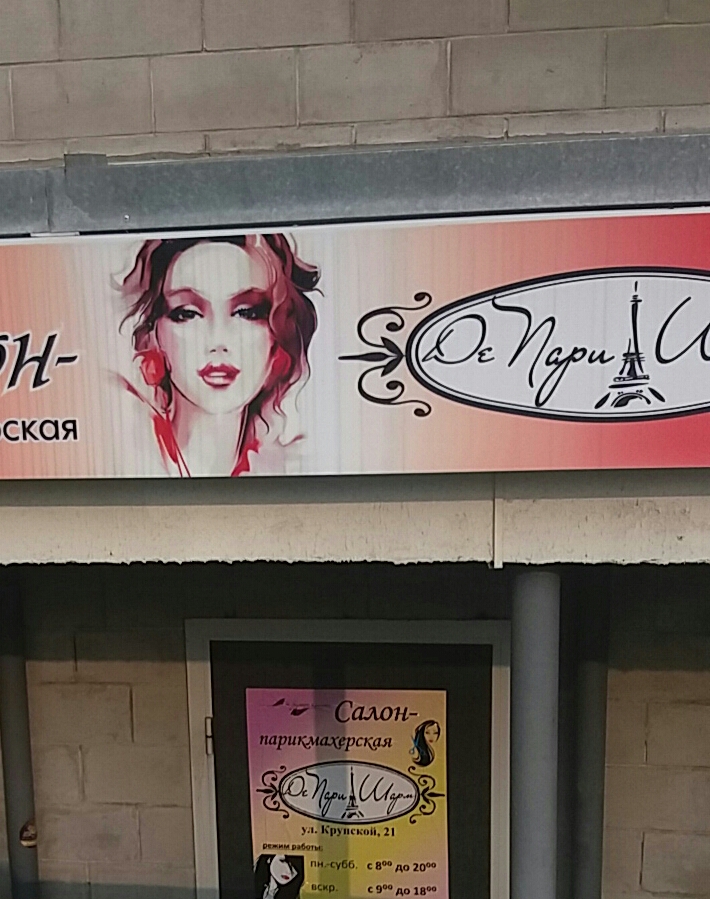 он-
рская
Де Пари Ш
Салон-
парикмахерская
Де Пари Шарм
ул. Крупской, 21
режим работы:
пн.-субб. с 8⁰⁰ до 20⁰⁰
вскр. с 9⁰⁰ до 18⁰⁰